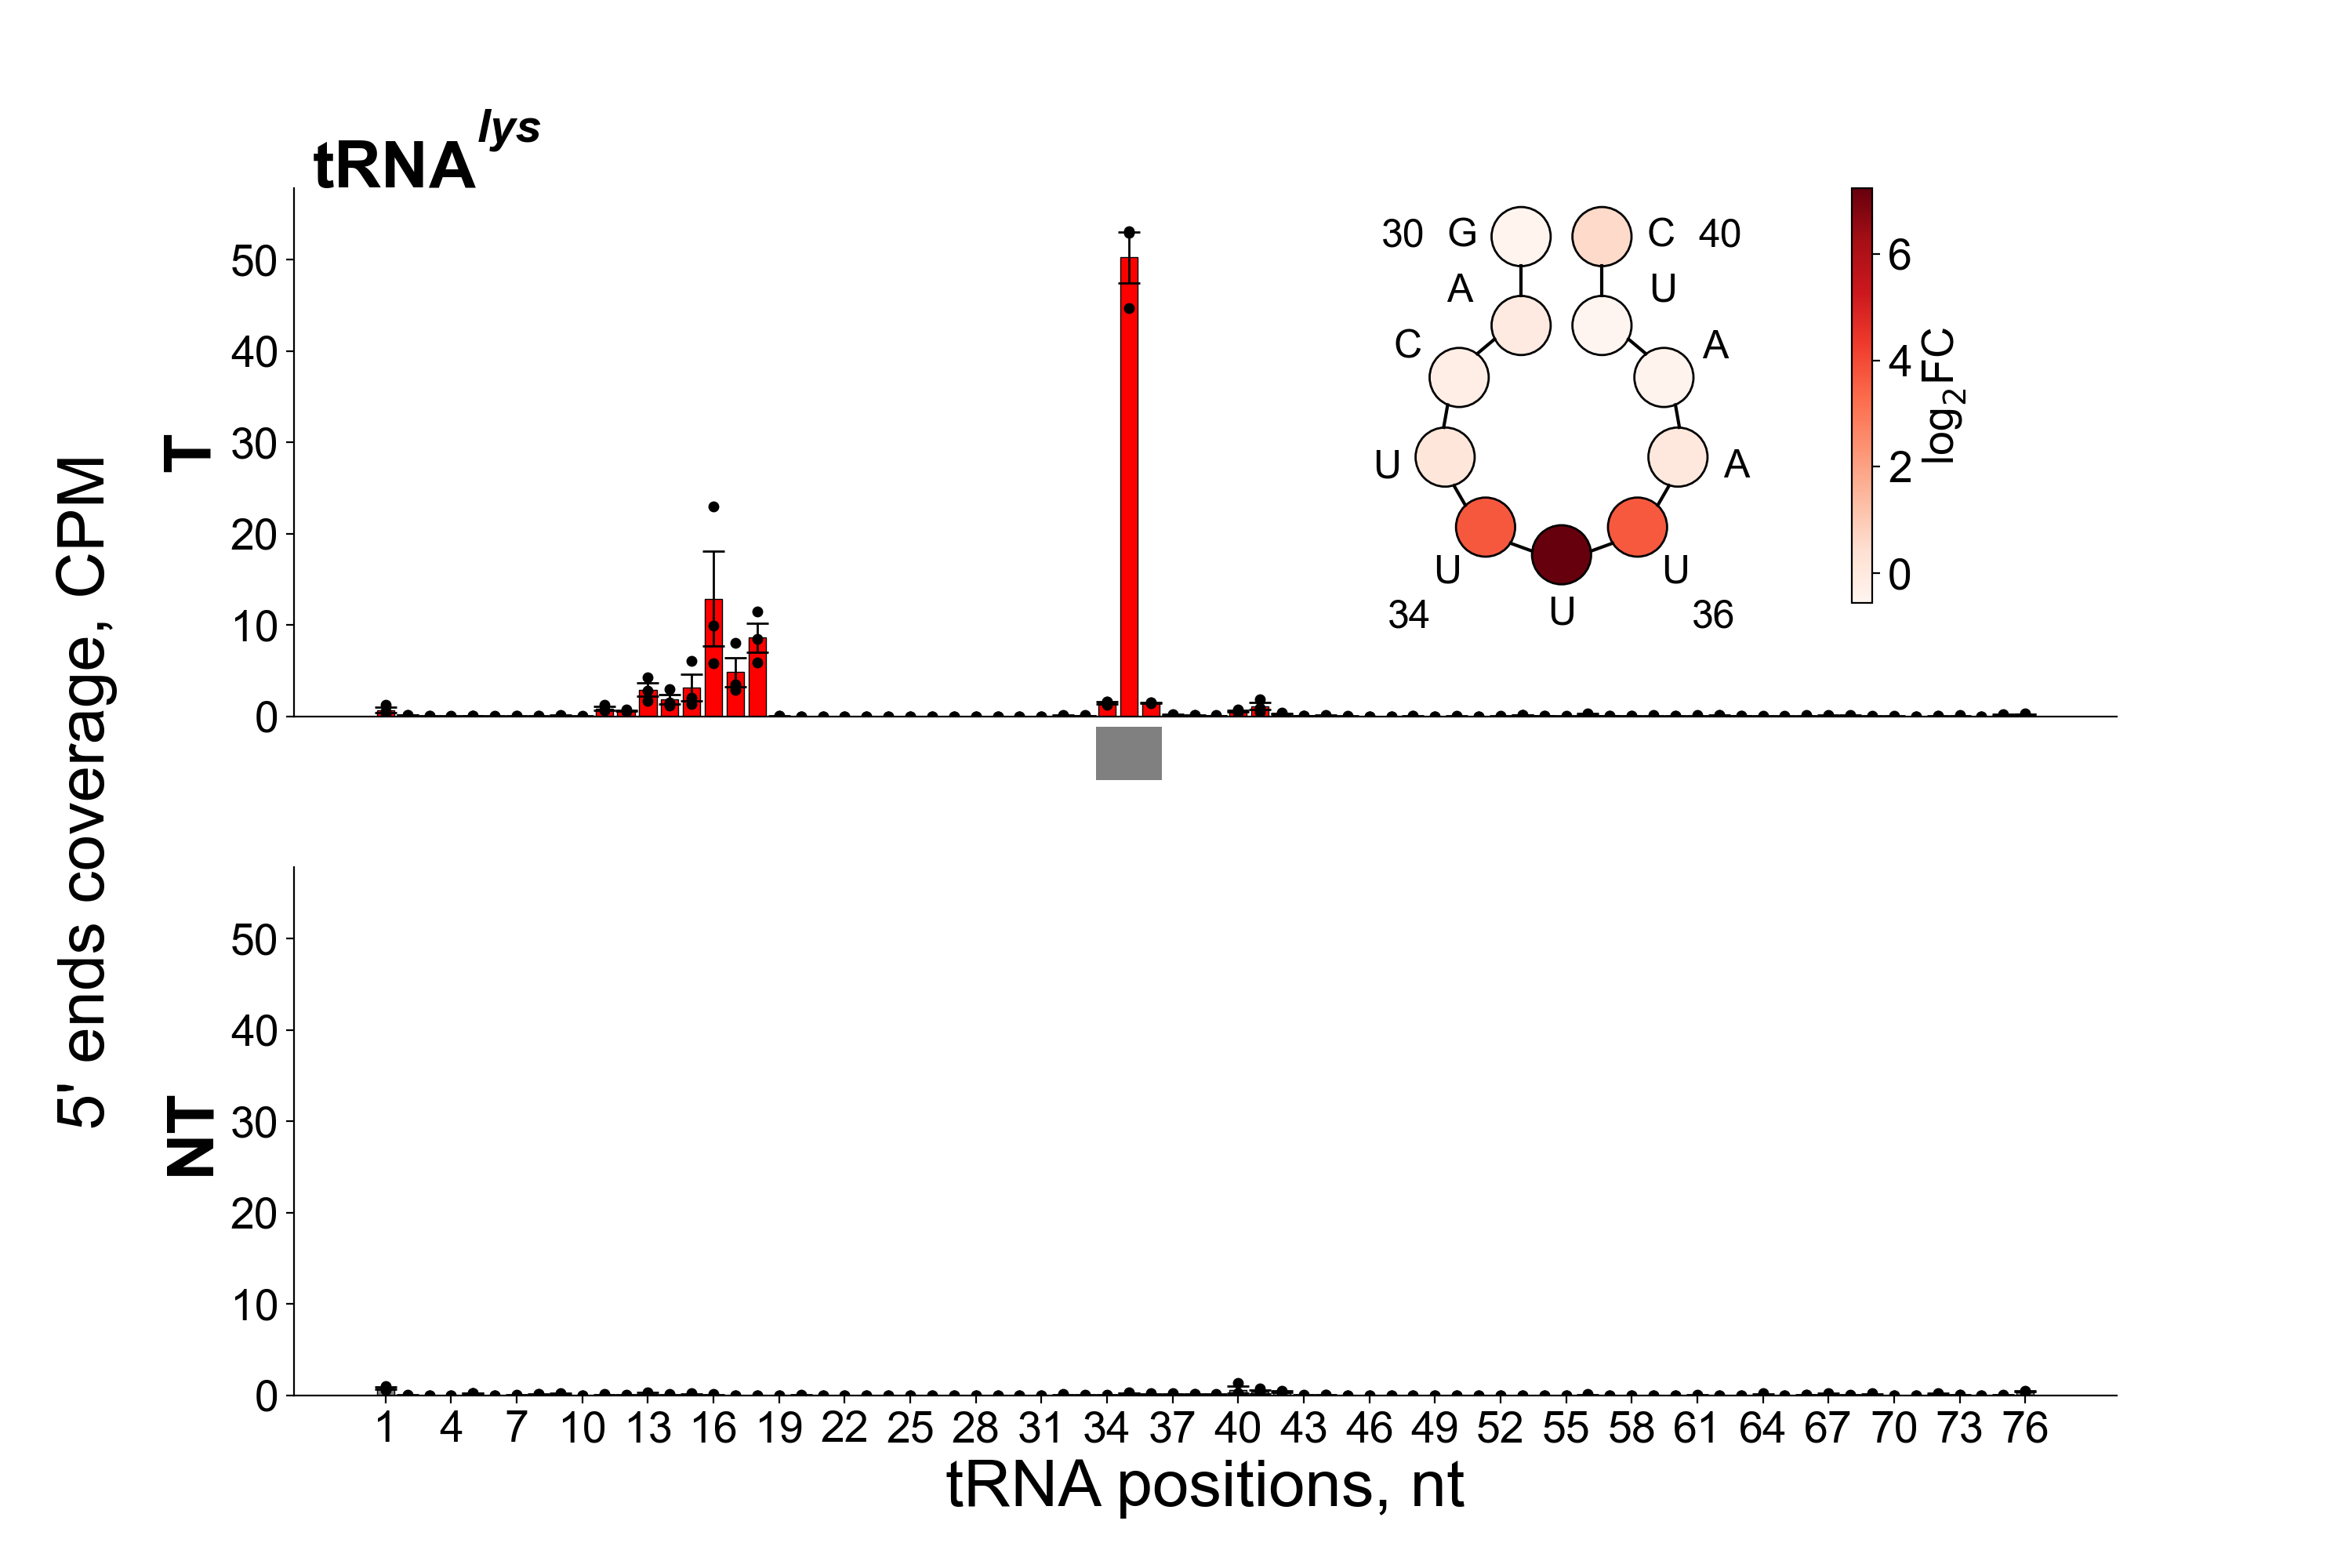 tRNA^lys
5' ends coverage, CPM
T
50
40
30
20
10
0
30 G C 40
A U
C A
U A
U U
34 U 36
6
4
2
0
log₂FC
NT
50
40
30
20
10
0
1 4 7 10 13 16 19 22 25 28 31 34 37 40 43 46 49 52 55 58 61 64 67 70 73 76
tRNA positions, nt